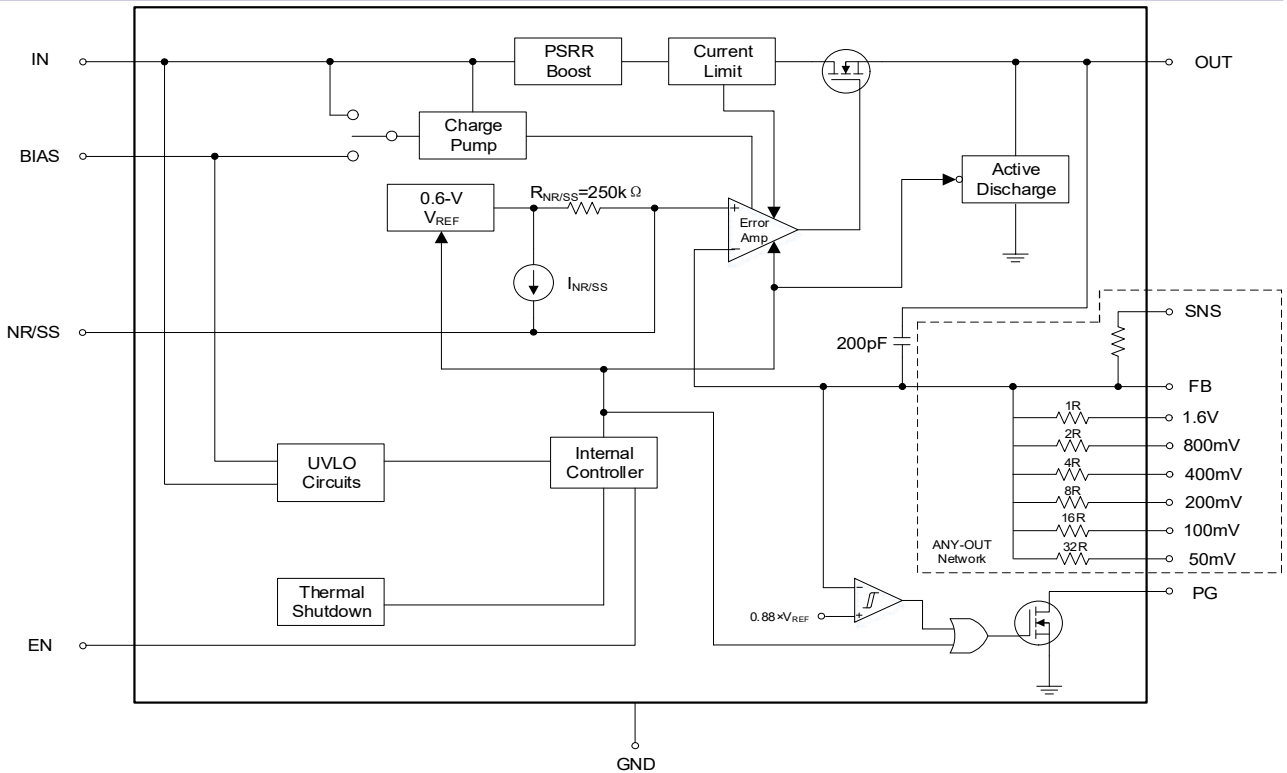 IN
PSRR
Boost
Current
Limit
OUT
Charge
Pump
BIAS
Active
Discharge
0.6-V
VREF
RNR/SS=250kΩ
+
Error
Amp
−
INR/SS
NR/SS
SNS
200pF
FB
1R
1.6V
2R
800mV
4R
400mV
8R
200mV
16R
100mV
32R
50mV
ANY-OUT
Network
UVLO
Circuits
Internal
Controller
Thermal
Shutdown
PG
−
0.88×VREF
+
EN
GND